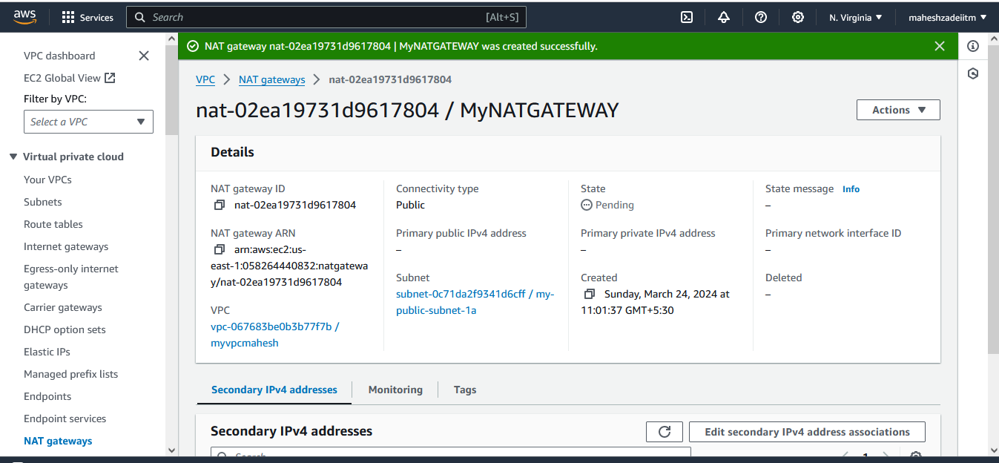 aws
Services
Search
[Alt+S]
N. Virginia
maheshzadeiitm
VPC dashboard
EC2 Global View
Filter by VPC:
Select a VPC
Virtual private cloud
Your VPCs
Subnets
Route tables
Internet gateways
Egress-only internet
gateways
Carrier gateways
DHCP option sets
Elastic IPs
Managed prefix lists
Endpoints
Endpoint services
NAT gateways
NAT gateway nat-02ea19731d9617804 | MyNATGATEWAY was created successfully.
VPC > NAT gateways > nat-02ea19731d9617804
nat-02ea19731d9617804 / MyNATGATEWAY
Actions
Details
NAT gateway ID
nat-02ea19731d9617804
NAT gateway ARN
arn:aws:ec2:us-
east-1:058264440832:natgatewa
y/nat-02ea19731d9617804
VPC
vpc-067683be0b3b77f7b /
myvpcmahesh
Connectivity type
Public
Primary public IPv4 address
–
Subnet
subnet-0c71da2f9341d6cff / my-
public-subnet-1a
State
Pending
Primary private IPv4 address
–
Created
Sunday, March 24, 2024 at
11:01:37 GMT+5:30
State message Info
–
Primary network interface ID
–
Deleted
–
Secondary IPv4 addresses
Monitoring
Tags
Secondary IPv4 addresses
Edit secondary IPv4 address associations
Search
1